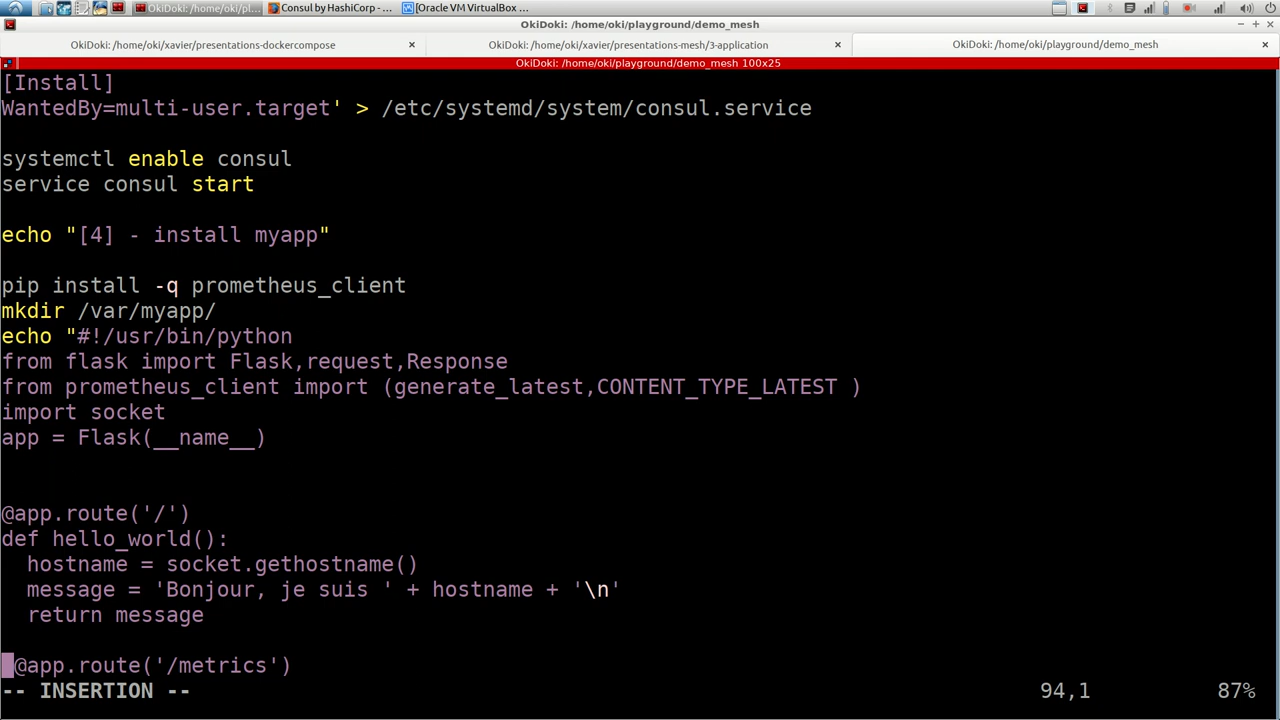 OkiDoki: /home/oki/pl...
Consul by HashiCorp - ...
[Oracle VM VirtualBox ...
OkiDoki: /home/oki/playground/demo_mesh
OkiDoki: /home/oki/xavier/presentations-dockercompose
OkiDoki: /home/oki/xavier/presentations-mesh/3-application
OkiDoki: /home/oki/playground/demo_mesh
OkiDoki: /home/oki/playground/demo_mesh 100x25
[Install]
WantedBy=multi-user.target' > /etc/systemd/system/consul.service
systemctl enable consul
service consul start
echo "[4] - install myapp"
pip install -q prometheus_client
mkdir /var/myapp/
echo "#!/usr/bin/python
from flask import Flask,request,Response
from prometheus_client import (generate_latest,CONTENT_TYPE_LATEST )
import socket
app = Flask(__name__)
@app.route('/')
def hello_world():
  hostname = socket.gethostname()
  message = 'Bonjour, je suis ' + hostname + '\n'
  return message
 @app.route('/metrics')
-- INSERTION --
94,1
87%